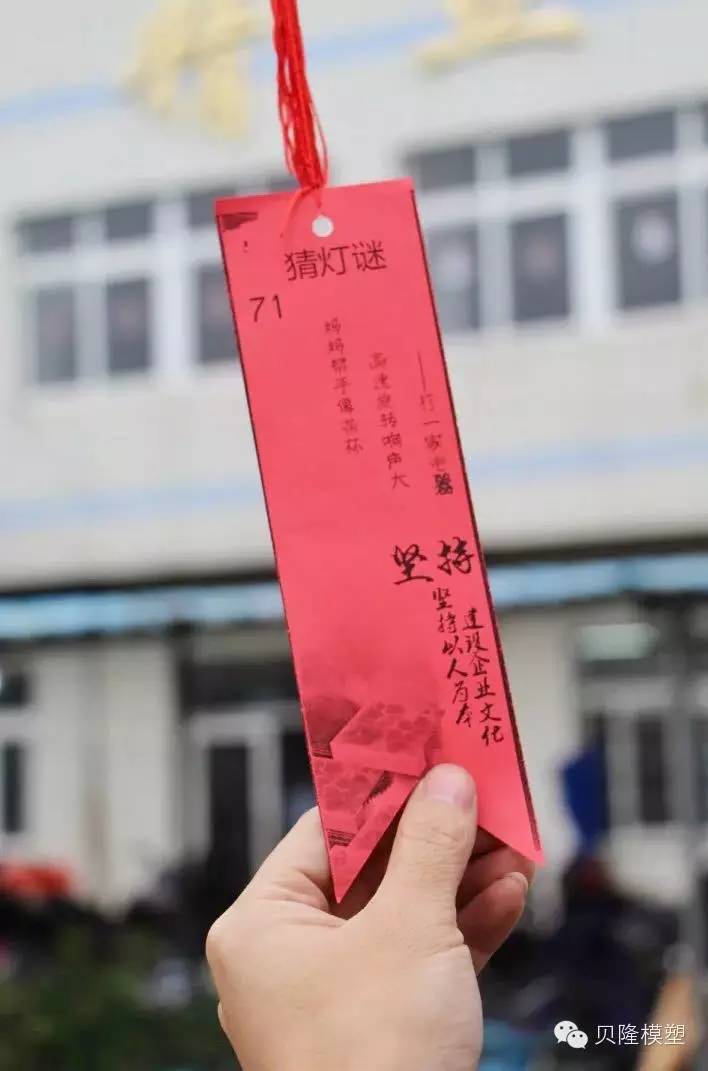 猜灯谜
71
妈妈帮手像茶杯
高速旋转响声大
——打一家电器
坚持
坚持以人为本
建设企业文化
贝隆模塑